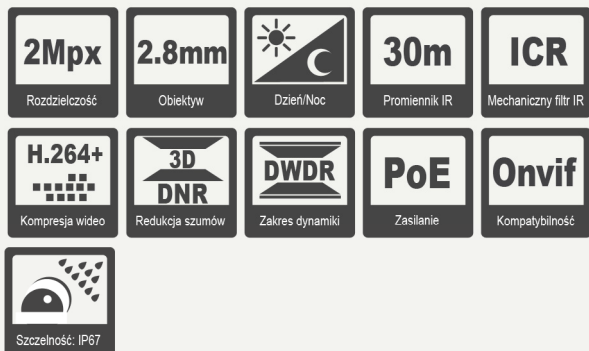 2Mpx
Rozdzielczość
2.8mm
Obiektyw
Dzień/Noc
30m
Promiennik IR
ICR
Mechaniczny filtr IR
H.264+
Kompresja wideo
3D
DNR
Redukcja szumów
DWDR
Zakres dynamiki
PoE
Zasilanie
Onvif
Kompatybilność
Szczelność: IP67